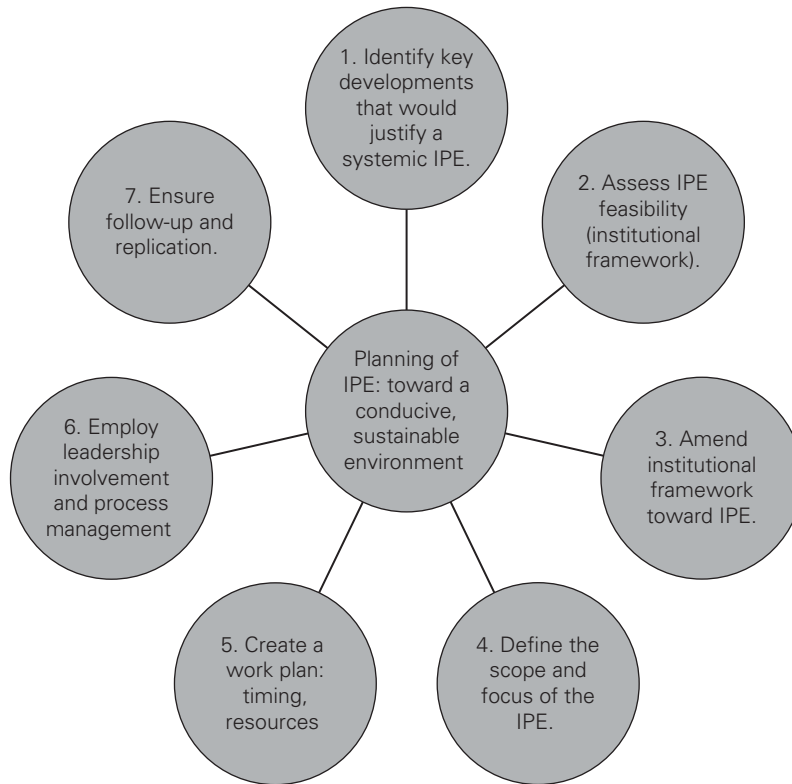 1. Identify key
developments
that would
justify a
systemic IPE.
2. Assess IPE
feasibility
(institutional
framework).
3. Amend
institutional
framework
toward IPE.
4. Define the
scope and
focus of the
IPE.
5. Create a
work plan:
timing,
resources
6. Employ
leadership
involvement
and process
management
7. Ensure
follow-up and
replication.
Planning of
IPE: toward a
conducive,
sustainable
environment